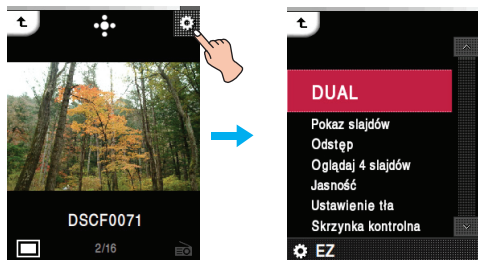 DSCF0071
2/16
DUAL
Pokaz slajdów
Odstęp
Oglądaj 4 slajdów
Jasność
Ustawienie tła
Skrzynka kontrolna
EZ